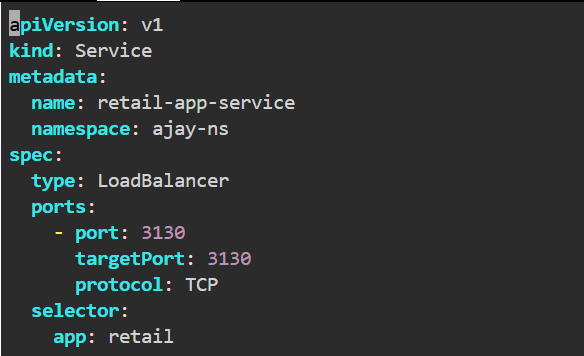 apiVersion: v1
kind: Service
metadata:
  name: retail-app-service
  namespace: ajay-ns
spec:
  type: LoadBalancer
  ports:
    - port: 3130
      targetPort: 3130
      protocol: TCP
  selector:
    app: retail